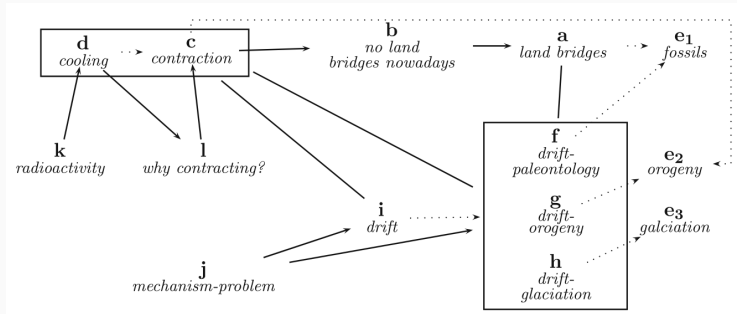 d
cooling
c
contraction
b
no land
bridges nowadays
a
land bridges
e1
fossils
k
radioactivity
l
why contracting?
f
drift-
paleontology
e2
orogeny
i
drift
g
drift-
orogeny
e3
galciation
j
mechanism-problem
h
drift-
glaciation